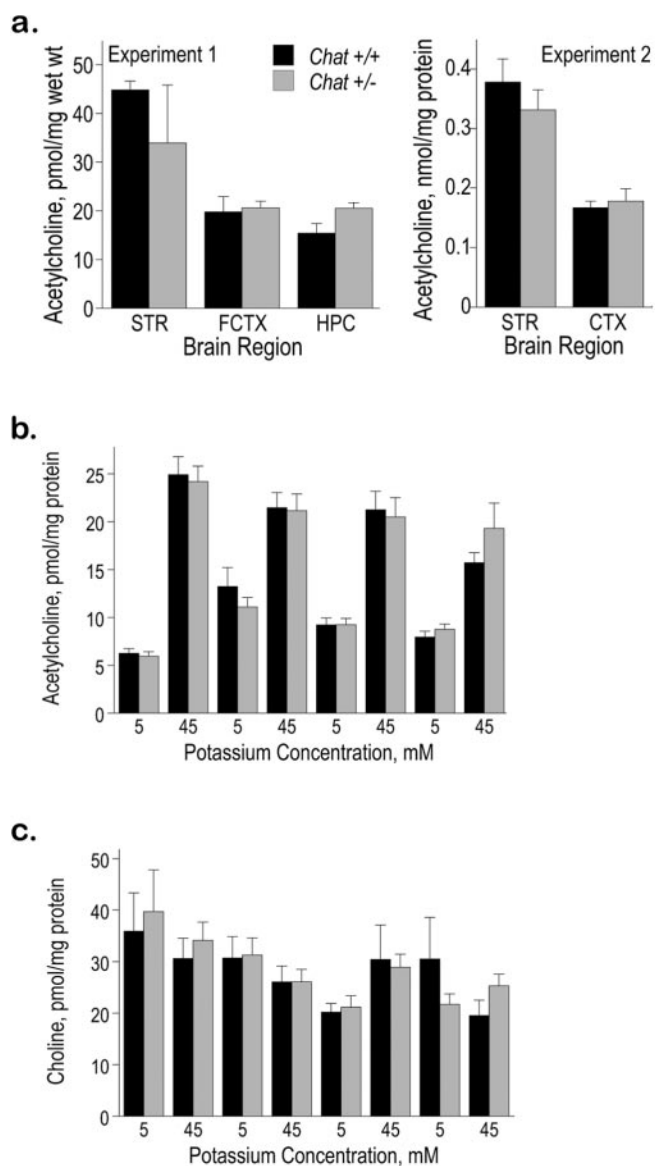 a.
Experiment 1
Chat +/+
Chat +/-
Acetylcholine, pmol/mg wet wt
50
40
30
20
10
0
STR FCTX HPC
Brain Region
Experiment 2
Acetylcholine, nmol/mg protein
0.4
0.3
0.2
0.1
0
STR CTX
Brain Region
b.
Acetylcholine, pmol/mg protein
25
20
15
10
5
0
5 45 5 45 5 45 5 45
Potassium Concentration, mM
c.
Choline, pmol/mg protein
50
40
30
20
10
0
5 45 5 45 5 45 5 45
Potassium Concentration, mM